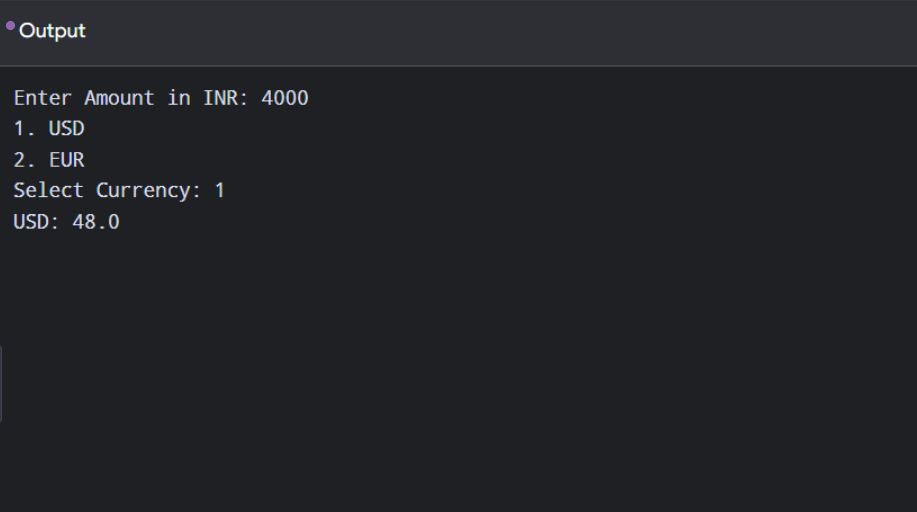 Output
Enter Amount in INR: 4000
1. USD
2. EUR
Select Currency: 1
USD: 48.0